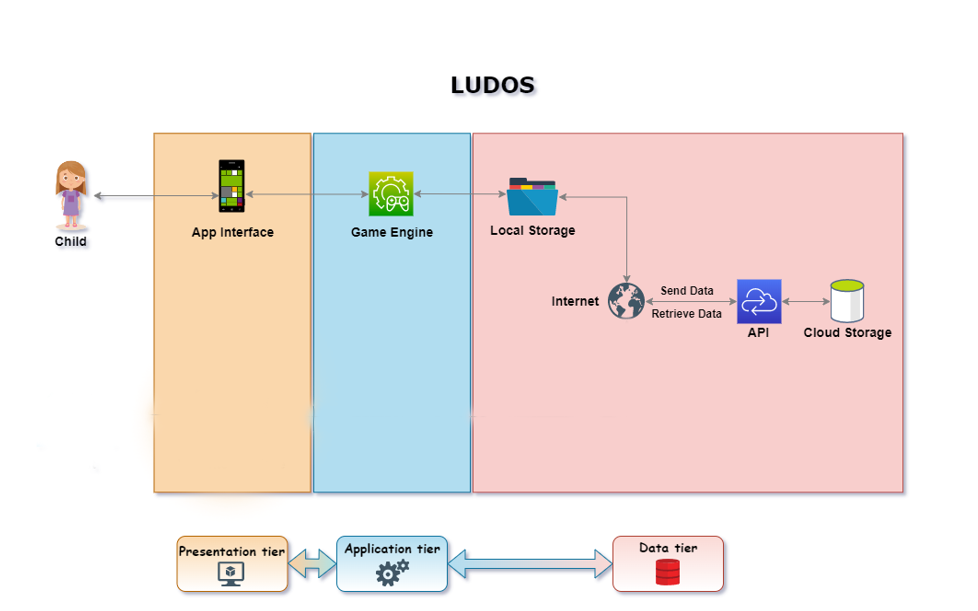 LUDOS
Child
App Interface
Game Engine
Local Storage
Internet
Send Data
Retrieve Data
API
Cloud Storage
Presentation tier
Application tier
Data tier